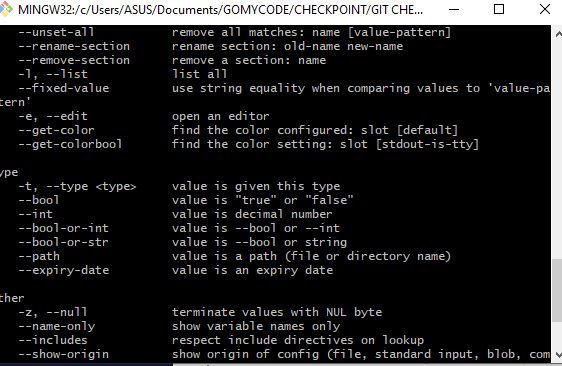 MINGW32:/c/Users/ASUS/Documents/GOMYCODE/CHECKPOINT/GIT CHE...
--unset-all remove all matches: name [value-pattern]
--rename-section rename section: old-name new-name
--remove-section remove a section: name
-l, --list list all
--fixed-value use string equality when comparing values to 'value-pa
tern'
-e, --edit open an editor
--get-color find the color configured: slot [default]
--get-colorbool find the color setting: slot [stdout-is-tty]
ype
-t, --type <type> value is given this type
--bool value is "true" or "false"
--int value is decimal number
--bool-or-int value is --bool or --int
--bool-or-str value is --bool or string
--path value is a path (file or directory name)
--expiry-date value is an expiry date
ther
-z, --null terminate values with NUL byte
--name-only show variable names only
--includes respect include directives on lookup
--show-origin show origin of config (file, standard input, blob, com